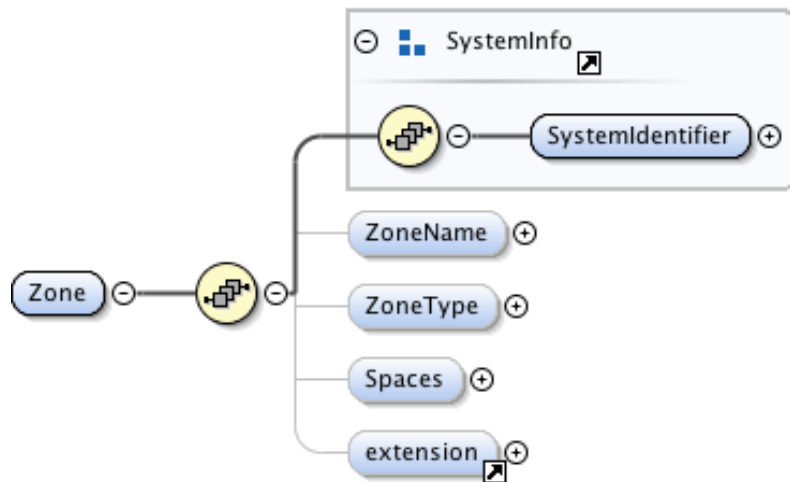 SystemInfo
SystemIdentifier
ZoneName
Zone
ZoneType
Spaces
extension